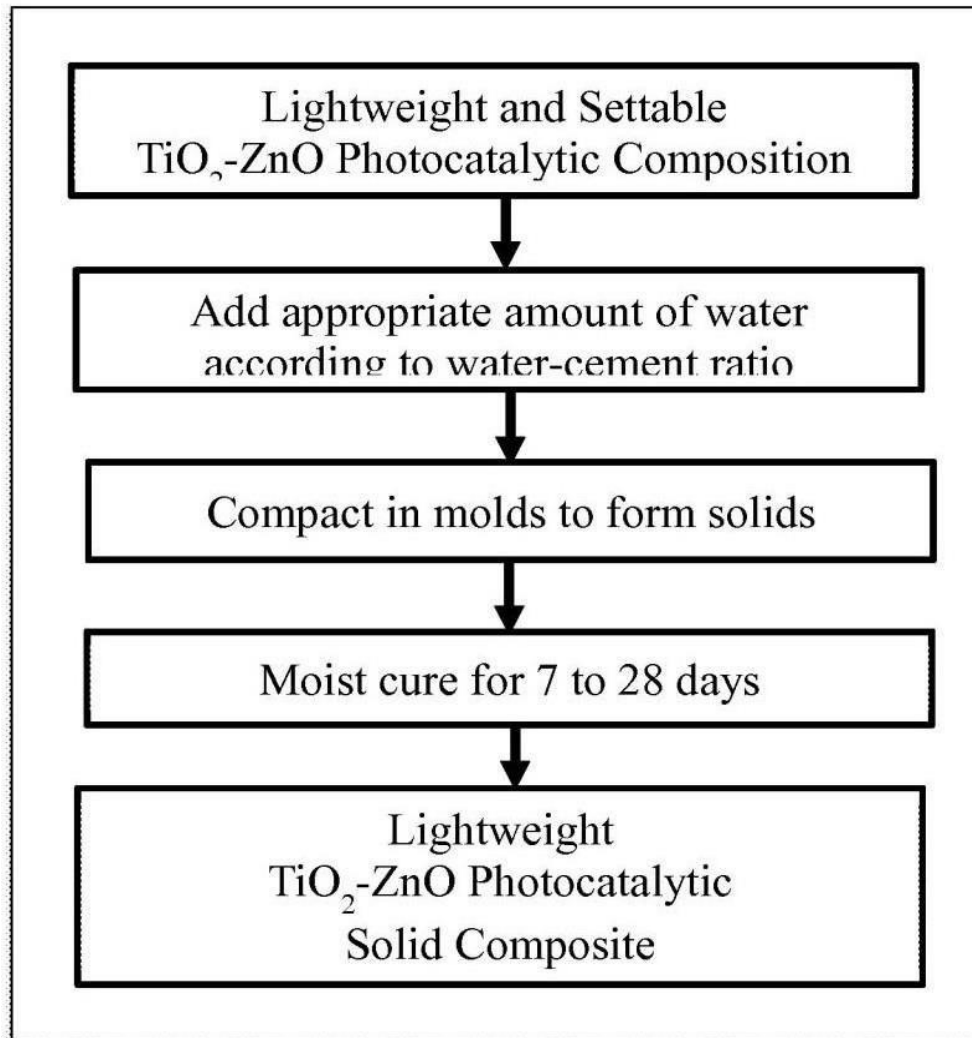 Lightweight and Settable
TiO₂-ZnO Photocatalytic Composition
Add appropriate amount of water
according to water-cement ratio
Compact in molds to form solids
Moist cure for 7 to 28 days
Lightweight
TiO₂-ZnO Photocatalytic
Solid Composite